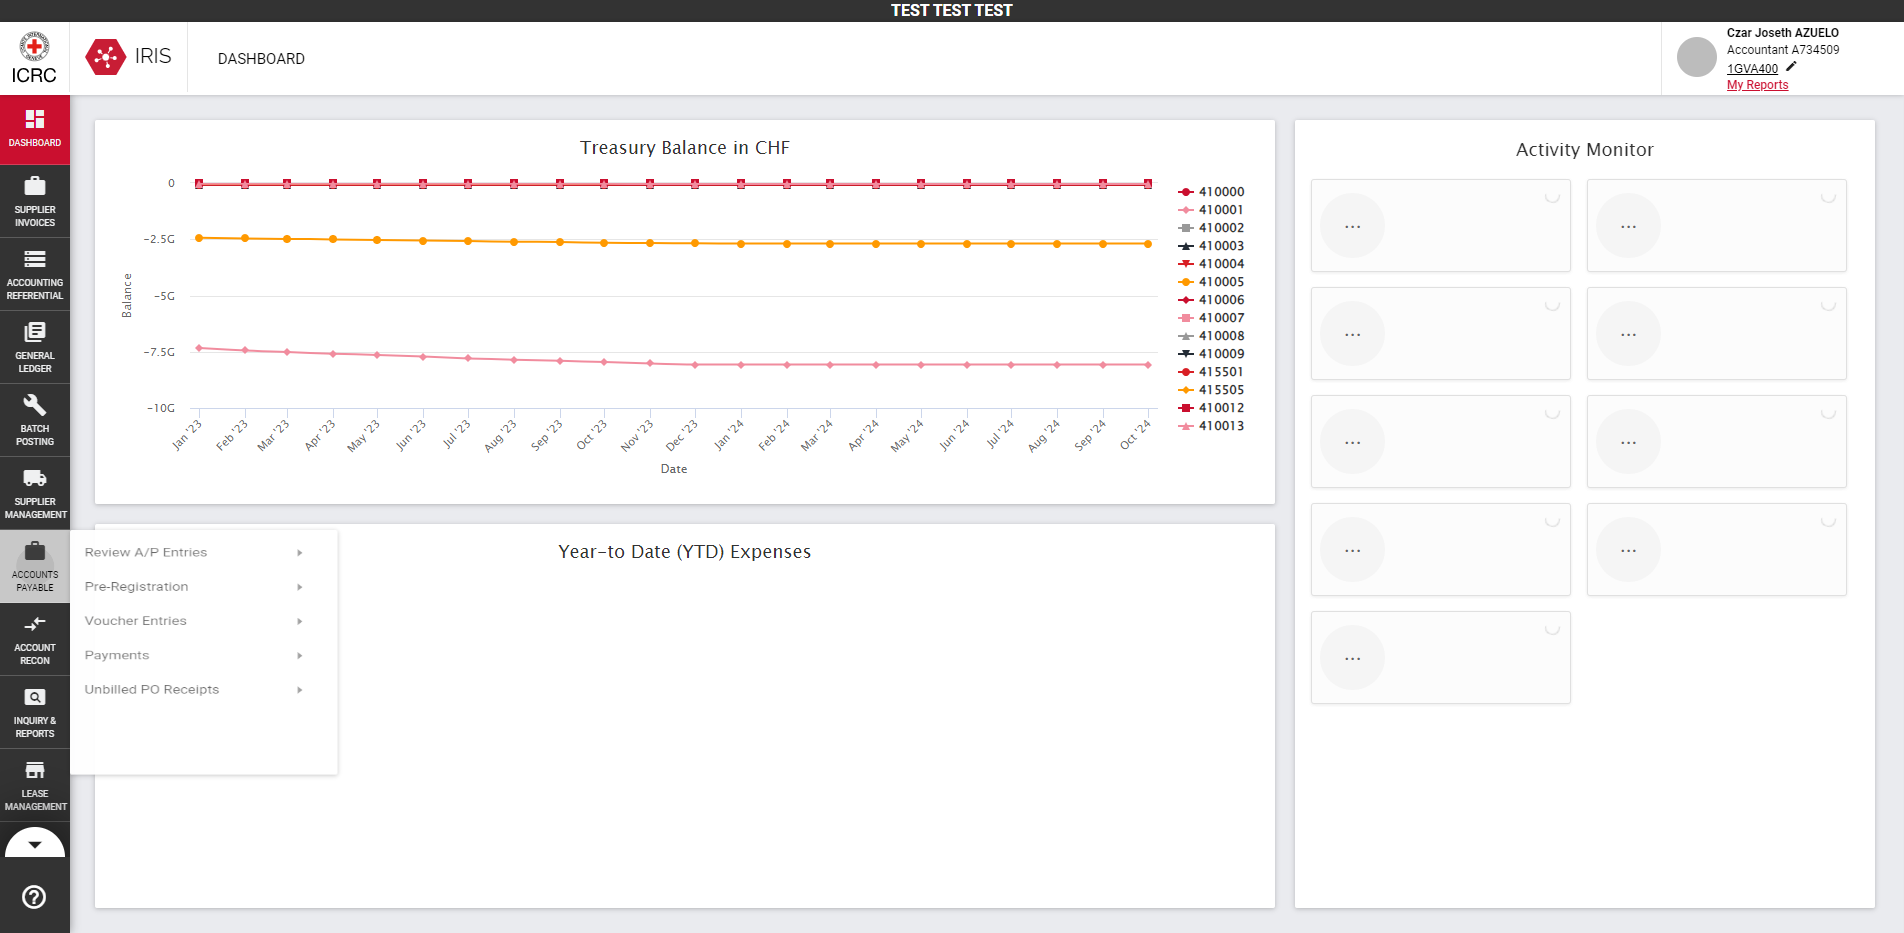 TEST TEST TEST
ICRC
IRIS
DASHBOARD
Czar Joseth AZUELO
Accountant A734509
1GVA400
My Reports
DASHBOARD
SUPPLIER
INVOICES
ACCOUNTING
REFERENTIAL
GENERAL
LEDGER
BATCH
POSTING
SUPPLIER
MANAGEMENT
ACCOUNTS
PAYABLE
ACCOUNT
RECON
INQUIRY &
REPORTS
LEASE
MANAGEMENT
Review A/P Entries
Pre-Registration
Voucher Entries
Payments
Unbilled PO Receipts
Treasury Balance in CHF
Balance
0
−2.5G
−5G
−7.5G
−10G
Jan '23
Feb '23
Mar '23
Apr '23
May '23
Jun '23
Jul '23
Aug '23
Sep '23
Oct '23
Nov '23
Dec '23
Jan '24
Feb '24
Mar '24
Apr '24
May '24
Jun '24
Jul '24
Aug '24
Sep '24
Oct '24
Date
410000
410001
410002
410003
410004
410005
410006
410007
410008
410009
415501
415505
410012
410013
Year-to Date (YTD) Expenses
Activity Monitor
...
...
...
...
...
...
...
...
...